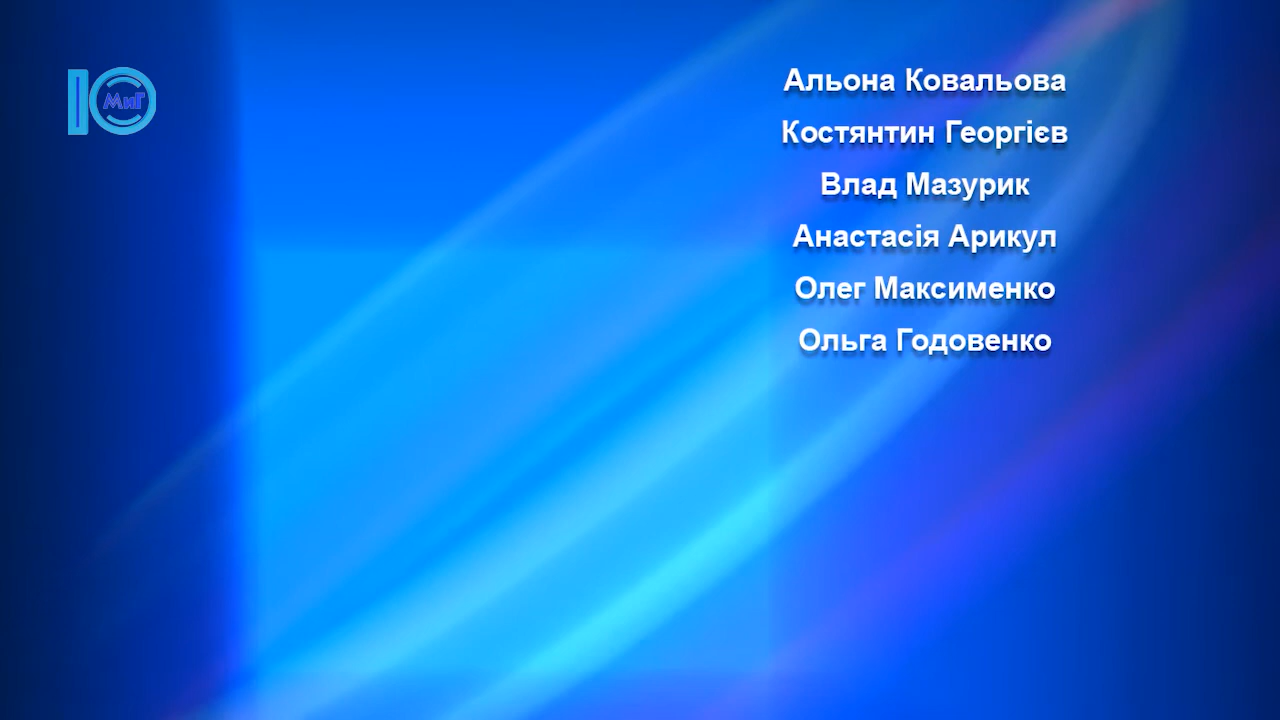 МиГ
Альона Ковальова
Костянтин Георгієв
Влад Мазурик
Анастасія Арикул
Олег Максименко
Ольга Годовенко